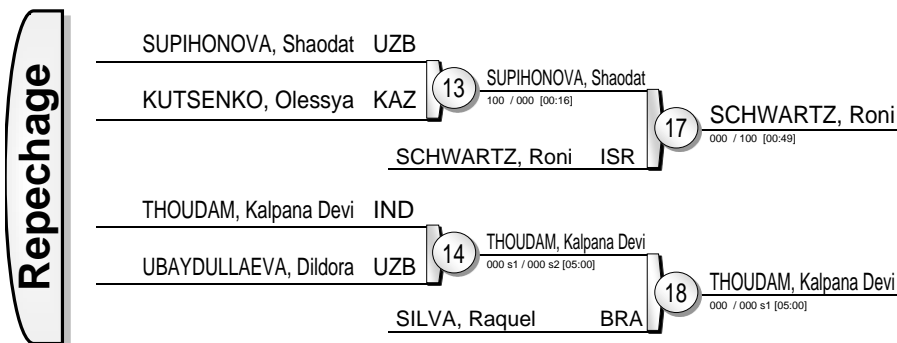 Repechage
SUPIHONOVA, Shaodat UZB
KUTSENKO, Olessya KAZ
13
SUPIHONOVA, Shaodat
100 / 000 [00:16]
SCHWARTZ, Roni ISR
17
SCHWARTZ, Roni
000 / 100 [00:49]
THOUDAM, Kalpana Devi IND
UBAYDULLAEVA, Dildora UZB
14
THOUDAM, Kalpana Devi
000 s1 / 000 s2 [05:00]
SILVA, Raquel BRA
18
THOUDAM, Kalpana Devi
000 / 000 s1 [05:00]